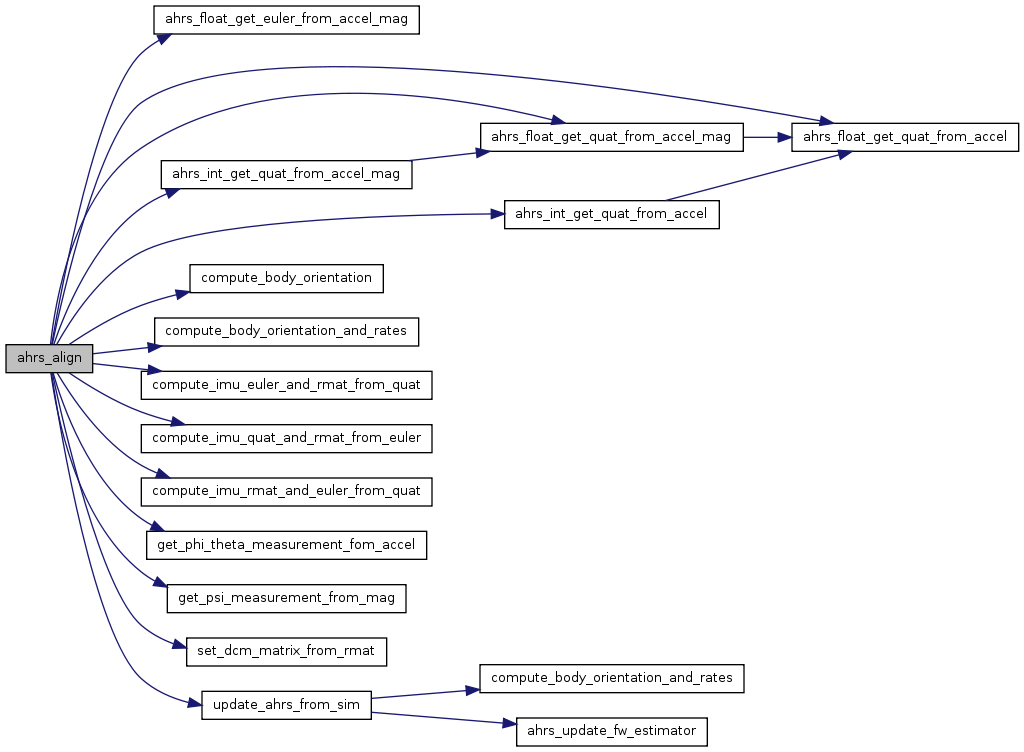 ahrs_float_get_euler_from_accel_mag
ahrs_float_get_quat_from_accel_mag
ahrs_float_get_quat_from_accel
ahrs_int_get_quat_from_accel_mag
ahrs_int_get_quat_from_accel
compute_body_orientation
compute_body_orientation_and_rates
ahrs_align
compute_imu_euler_and_rmat_from_quat
compute_imu_quat_and_rmat_from_euler
compute_imu_rmat_and_euler_from_quat
get_phi_theta_measurement_fom_accel
get_psi_measurement_from_mag
set_dcm_matrix_from_rmat
compute_body_orientation_and_rates
update_ahrs_from_sim
ahrs_update_fw_estimator